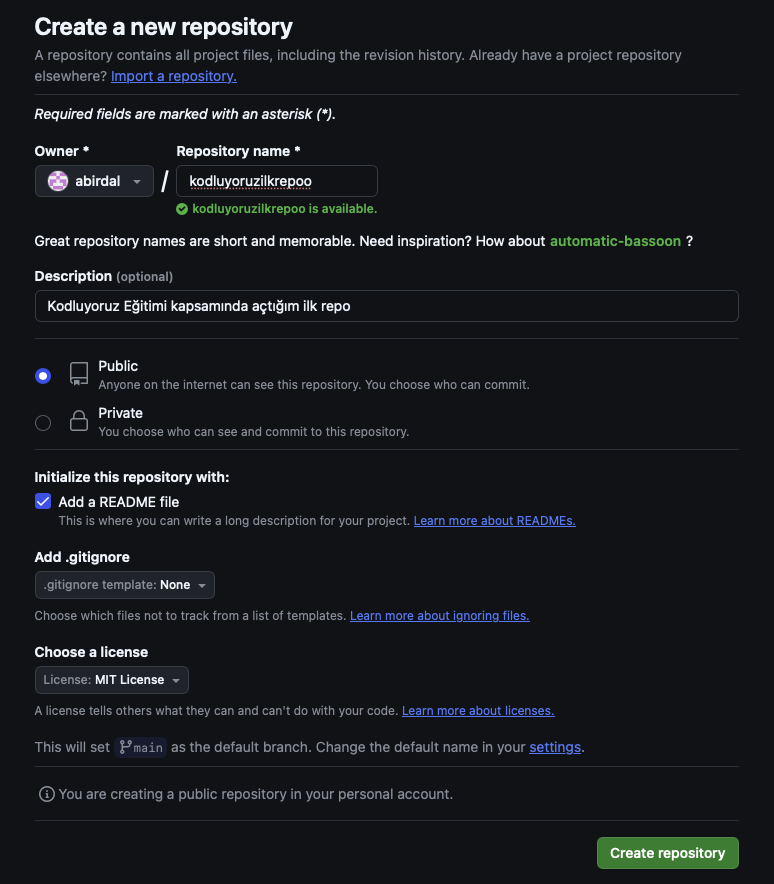 Create a new repository
A repository contains all project files, including the revision history. Already have a project repository
elsewhere? Import a repository.
Required fields are marked with an asterisk (*).
Owner * Repository name *
abirdal / kodluyoruzilkrepoo
kodluyoruzilkrepoo is available.
Great repository names are short and memorable. Need inspiration? How about automatic-bassoon ?
Description (optional)
Kodluyoruz Eğitimi kapsamında açtığım ilk repo
Public
Anyone on the internet can see this repository. You choose who can commit.
Private
You choose who can see and commit to this repository.
Initialize this repository with:
Add a README file
This is where you can write a long description for your project. Learn more about READMEs.
Add .gitignore
.gitignore template: None
Choose which files not to track from a list of templates. Learn more about ignoring files.
Choose a license
License: MIT License
A license tells others what they can and can't do with your code. Learn more about licenses.
This will set main as the default branch. Change the default name in your settings.
You are creating a public repository in your personal account.
Create repository